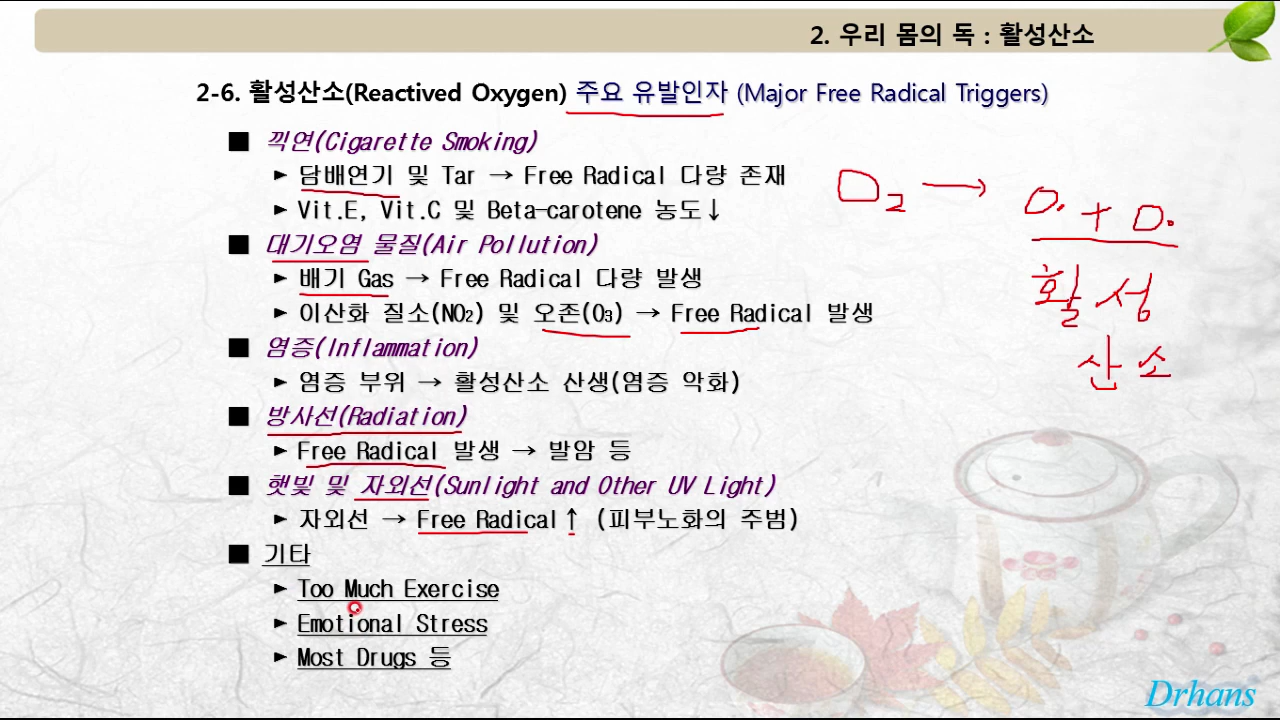 2. 우리 몸의 독 : 활성산소
2-6. 활성산소(Reactived Oxygen) 주요 유발인자 (Major Free Radical Triggers)
■ 끽연(Cigarette Smoking)
► 담배연기 및 Tar → Free Radical 다량 존재
► Vit.E, Vit.C 및 Beta-carotene 농도↓
■ 대기오염 물질(Air Pollution)
► 배기 Gas → Free Radical 다량 발생
► 이산화 질소(NO2) 및 오존(O3) → Free Radical 발생
■ 염증(Inflammation)
► 염증 부위 → 활성산소 산생(염증 악화)
■ 방사선(Radiation)
► Free Radical 발생 → 발암 등
■ 햇빛 및 자외선(Sunlight and Other UV Light)
► 자외선 → Free Radical↑ (피부노화의 주범)
■ 기타
► Too Much Exercise
► Emotional Stress
► Most Drugs 등
O2 → O· + O·
활성
산소
Drhans